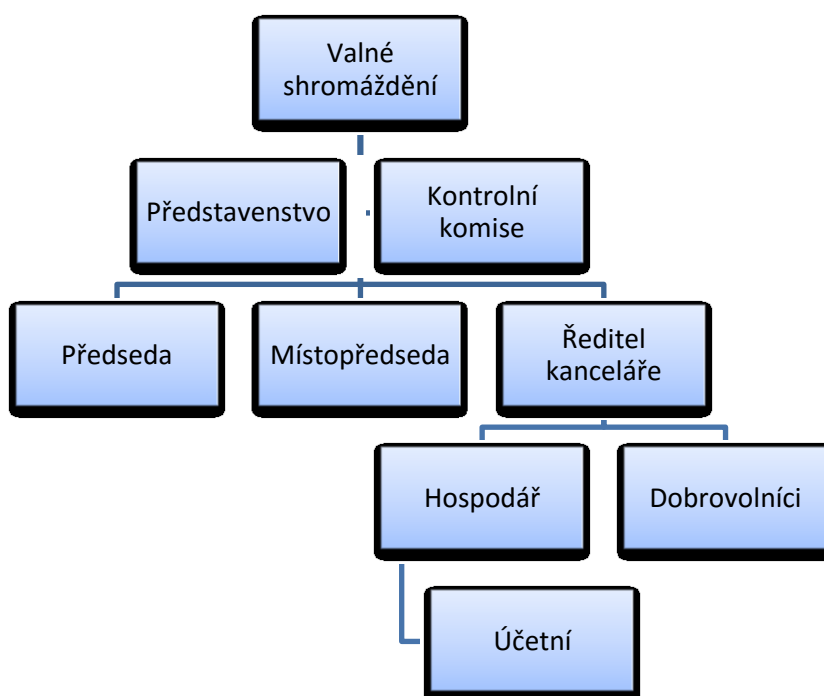 Valné
shromáždění
Představenstvo
Kontrolní
komise
Předseda
Místopředseda
Ředitel
kanceláře
Hospodář
Dobrovolníci
Účetní